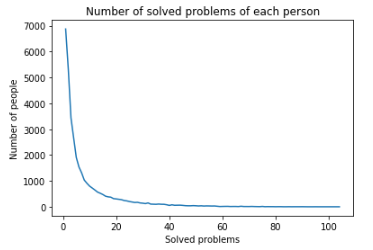 Number of solved problems of each person
7000
6000
5000
4000
3000
2000
1000
0
Number of people
0 20 40 60 80 100
Solved problems